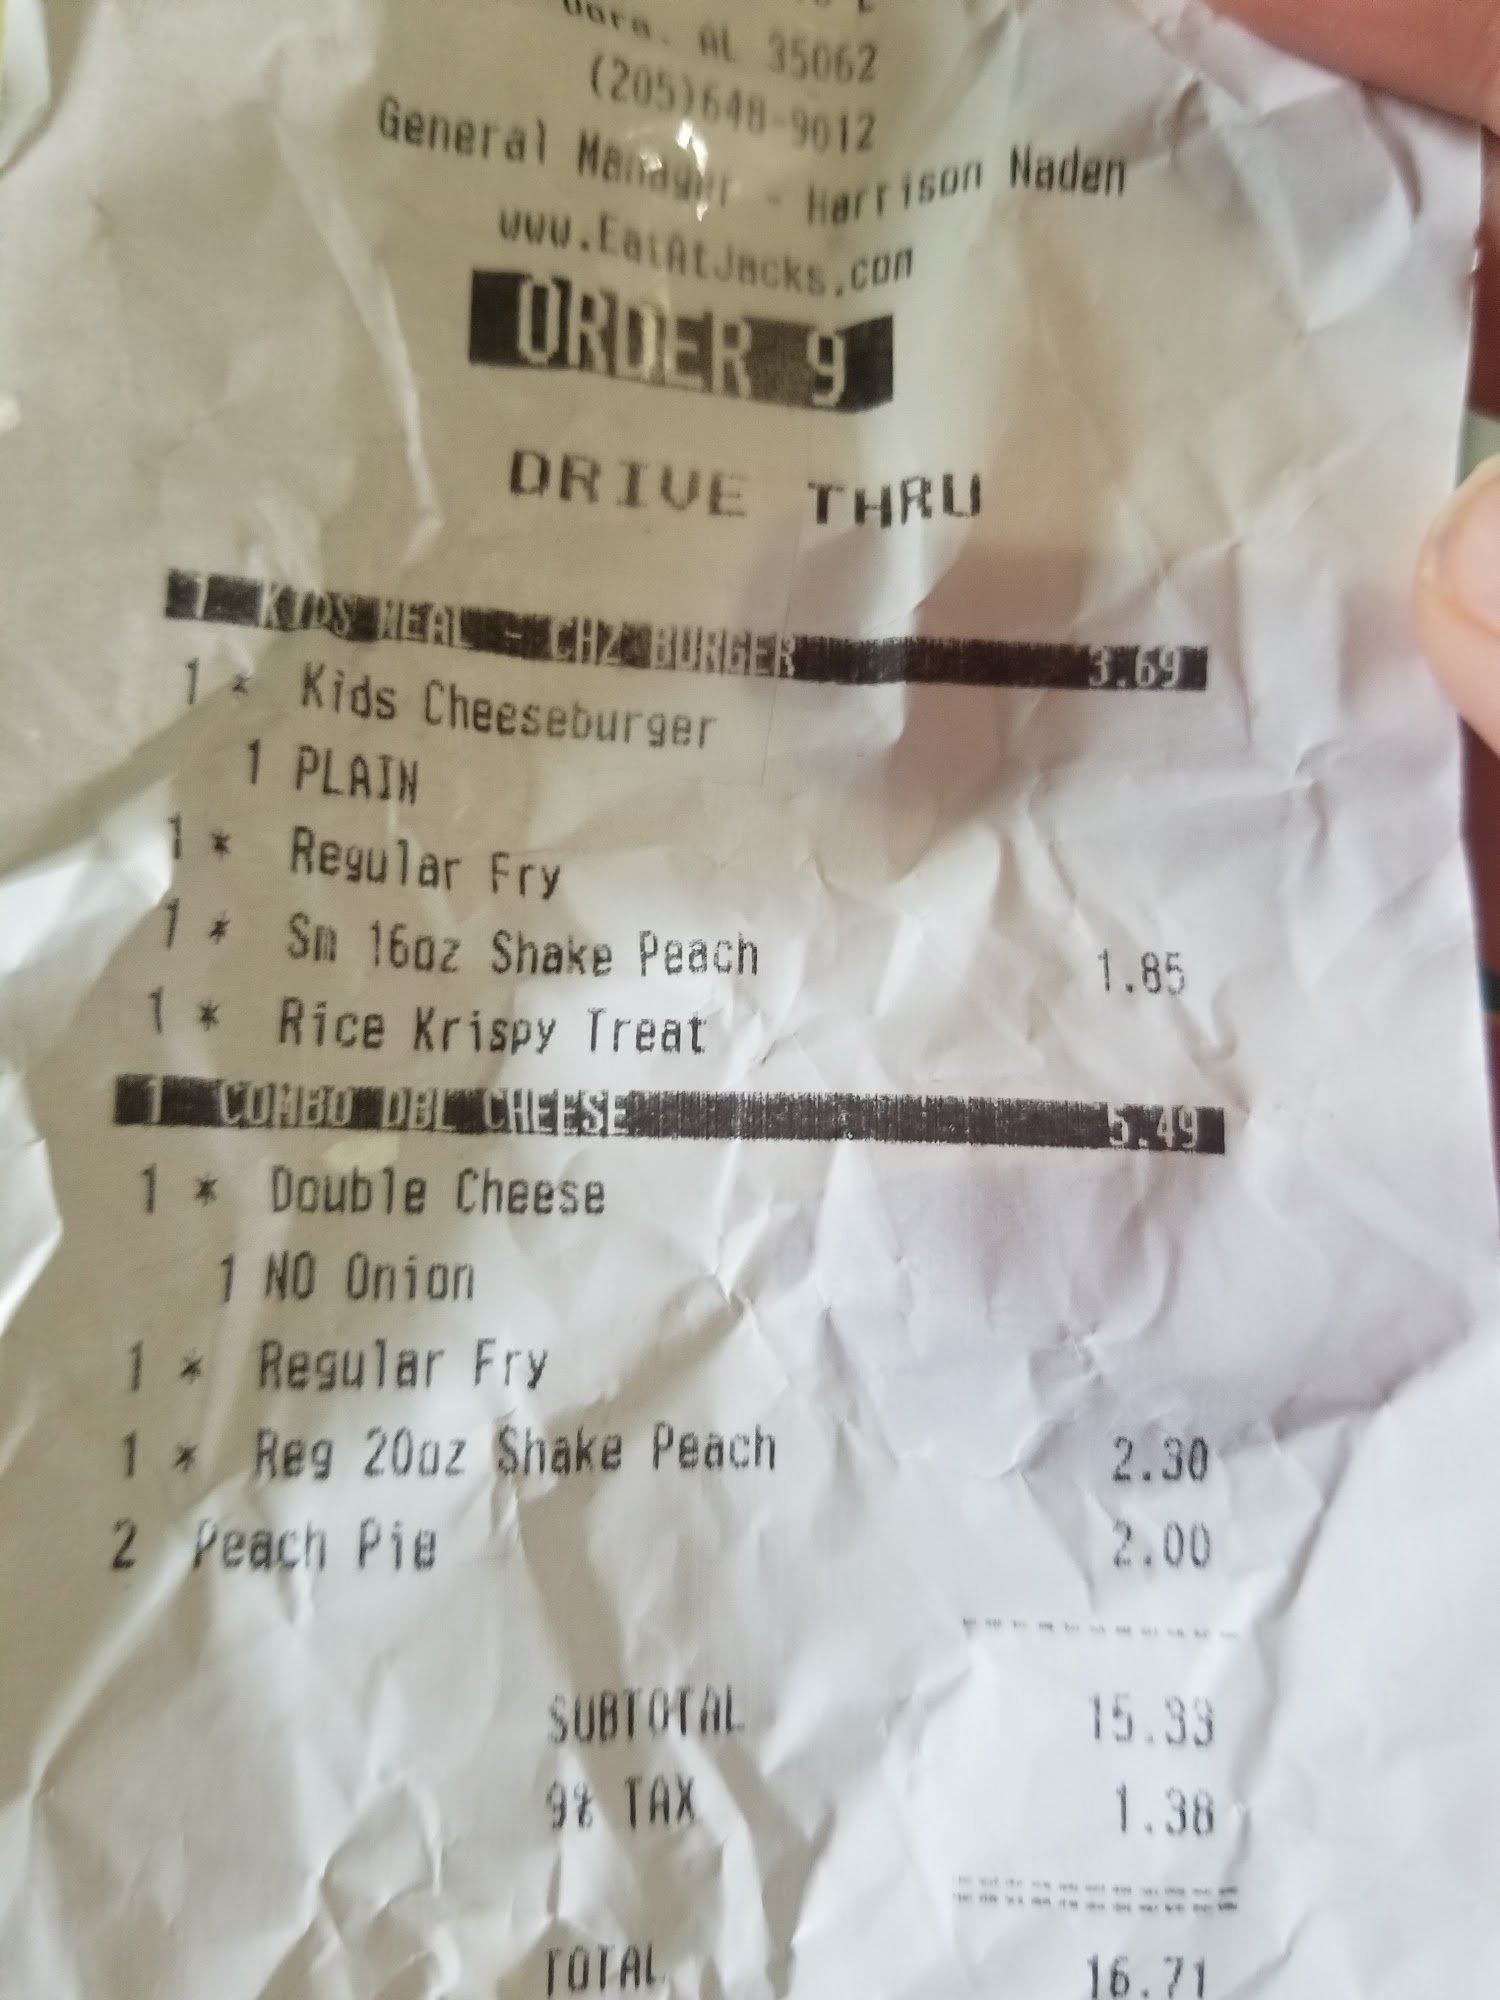 AL 35062
(205)648-9012
General Manager - Harrison Naden
www.EatAtJacks.com
ORDER 9
DRIVE THRU
1 KIDS MEAL - CHZ BURGER 3.69
1 * Kids Cheeseburger
1 PLAIN
1 * Regular Fry
1 * Sm 16oz Shake Peach 1.85
1 * Rice Krispy Treat
1 COMBO DBL CHEESE 5.49
1 * Double Cheese
1 NO Onion
1 * Regular Fry
1 * Reg 20oz Shake Peach 2.30
2 Peach Pie 2.00
SUBTOTAL 15.33
9% TAX 1.38
TOTAL 16.71